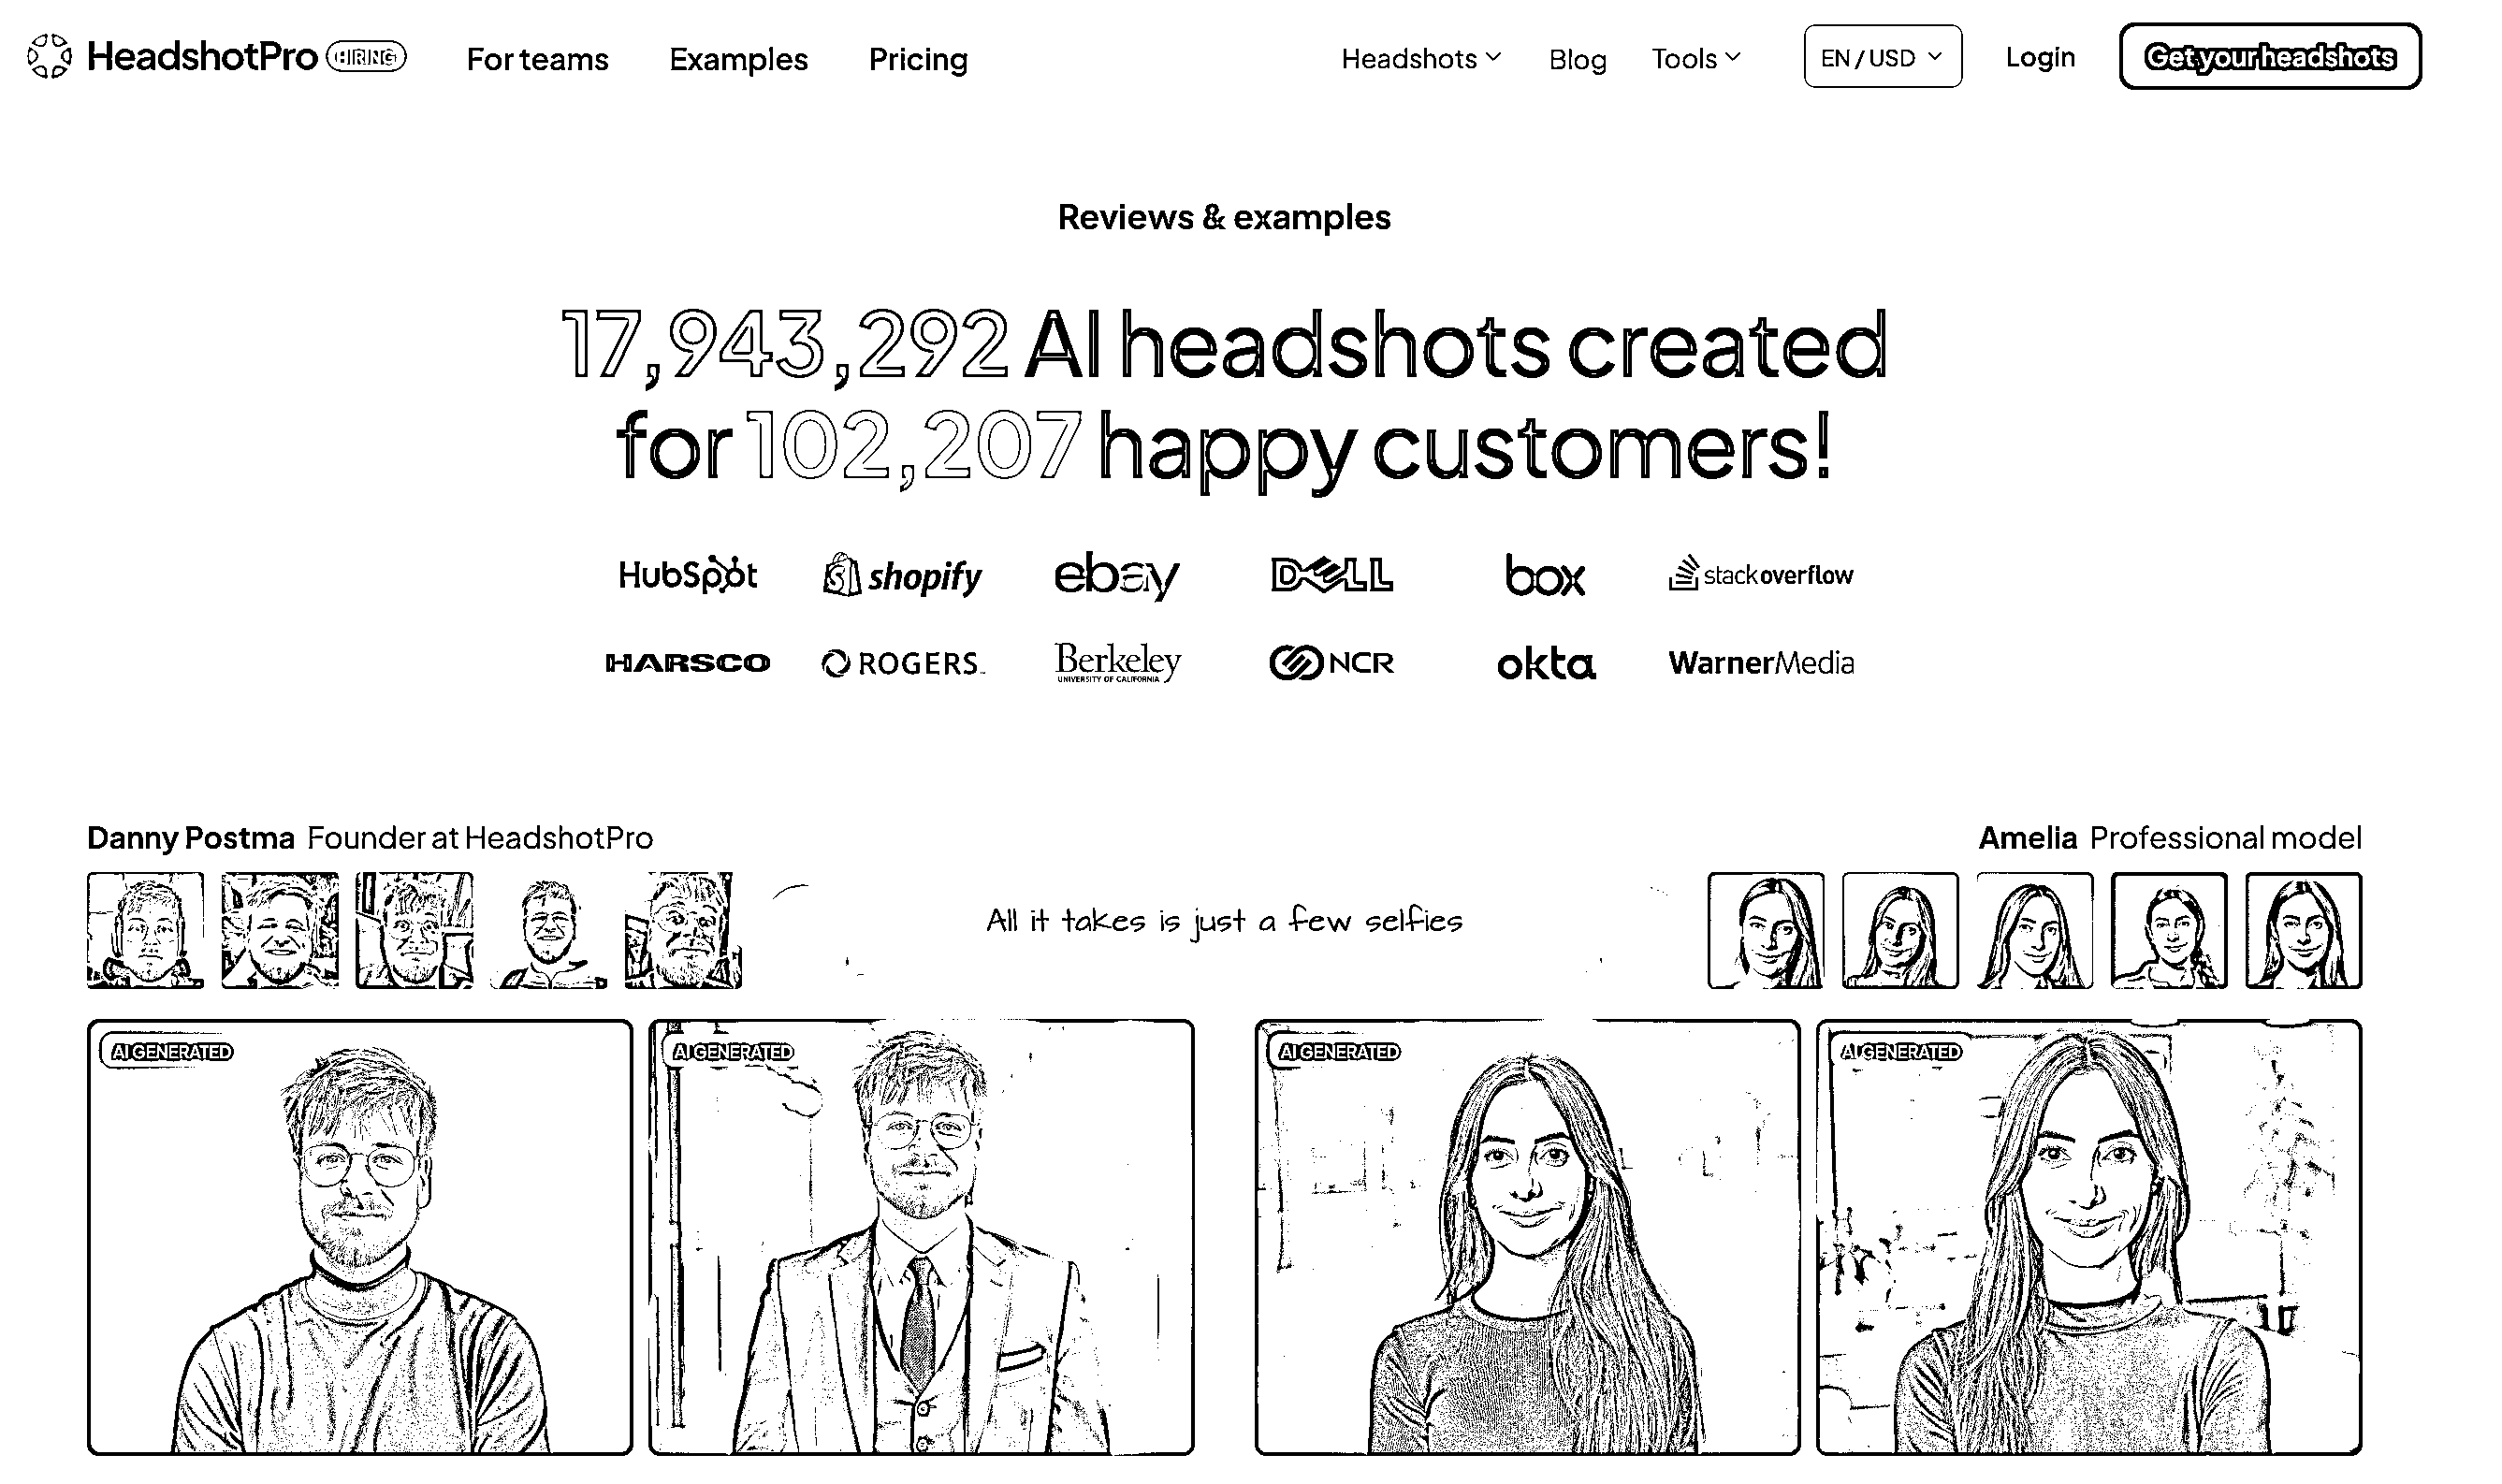 HeadshotPro HIRING For teams Examples Pricing Headshots Blog Tools EN / USD Login Get your headshots
Reviews & examples
17,943,292 AI headshots created
for 102,207 happy customers!
HubSpot shopify ebay DELL box stackoverflow
HARSCO ROGERS Berkeley UNIVERSITY OF CALIFORNIA NCR okta WarnerMedia
Danny Postma Founder at HeadshotPro
Amelia Professional model
All it takes is just a few selfies
AI GENERATED AI GENERATED AI GENERATED AI GENERATED
10